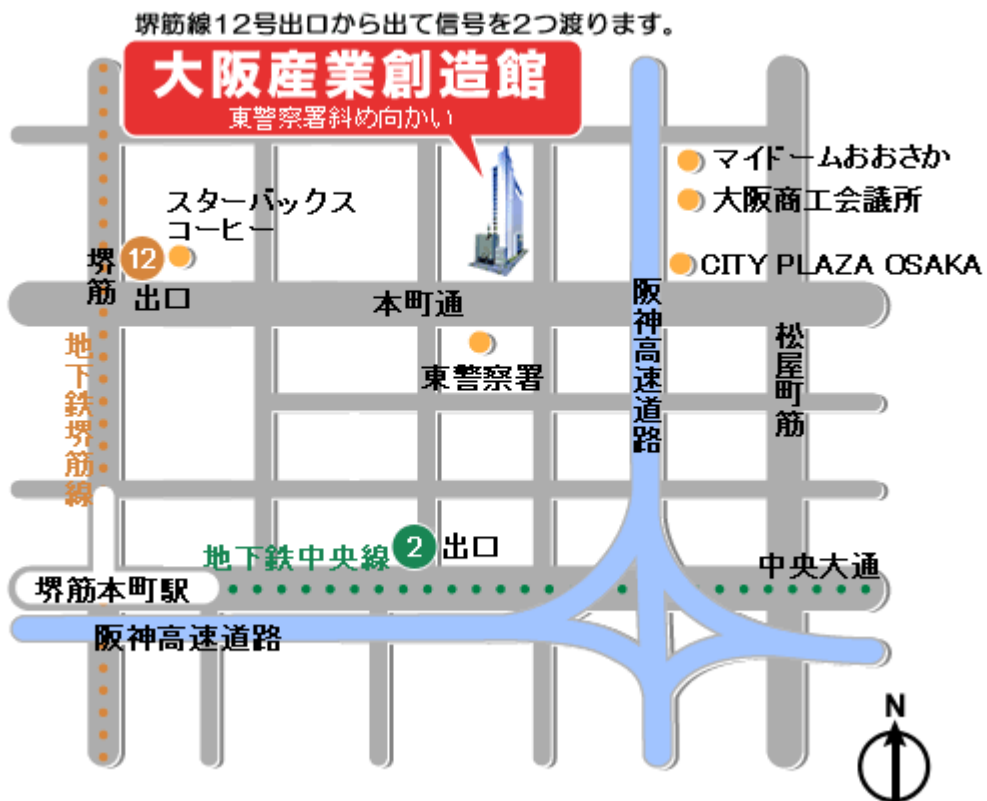 堺筋線12号出口から出て信号を2つ渡ります。
大阪産業創造館
東警察署斜め向かい
マイドームおおさか
大阪商工会議所
CITY PLAZA OSAKA
スターバックス
コーヒー
堺筋
12
出口
本町通
阪神高速道路
松屋町筋
東警察署
地下鉄堺筋線
地下鉄中央線
2
出口
中央大通
堺筋本町駅
阪神高速道路
N